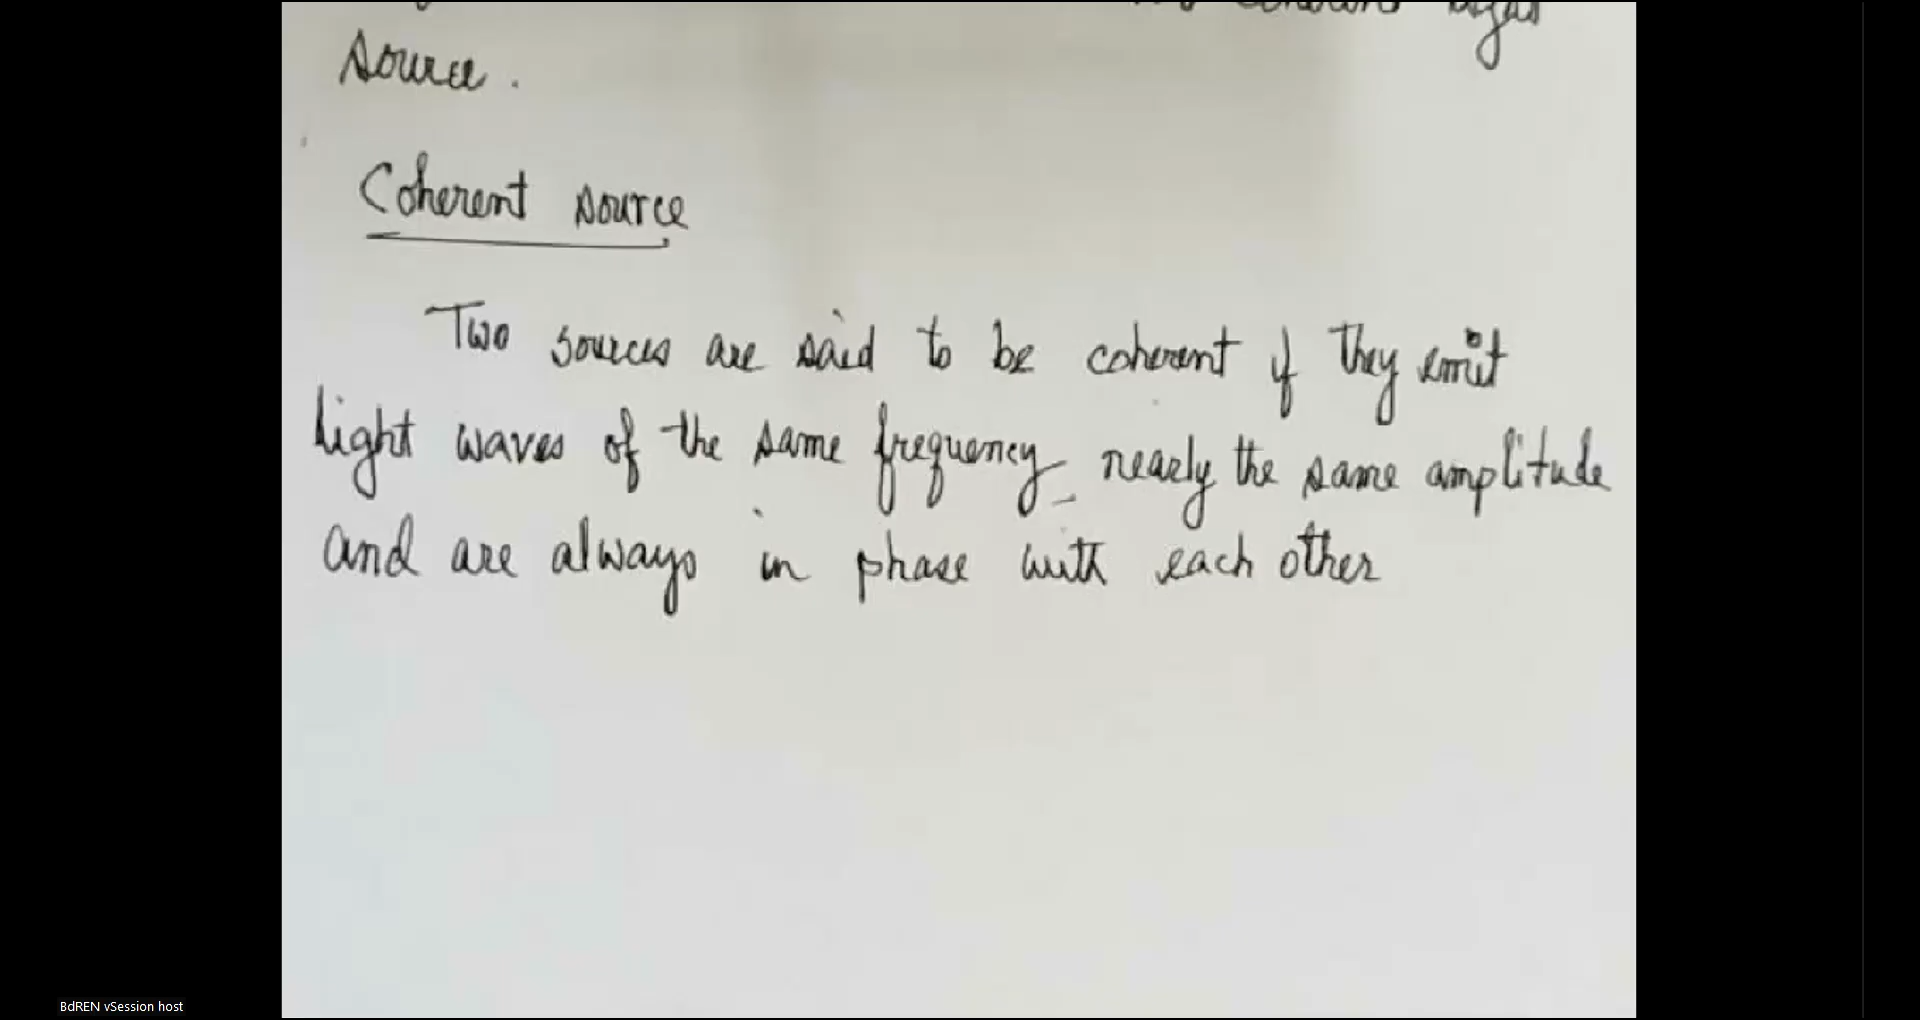 source.
Coherent source
Two sources are said to be coherent if they emit
light waves of the same frequency, nearly the same amplitude
and are always in phase with each other
BdREN vSession host